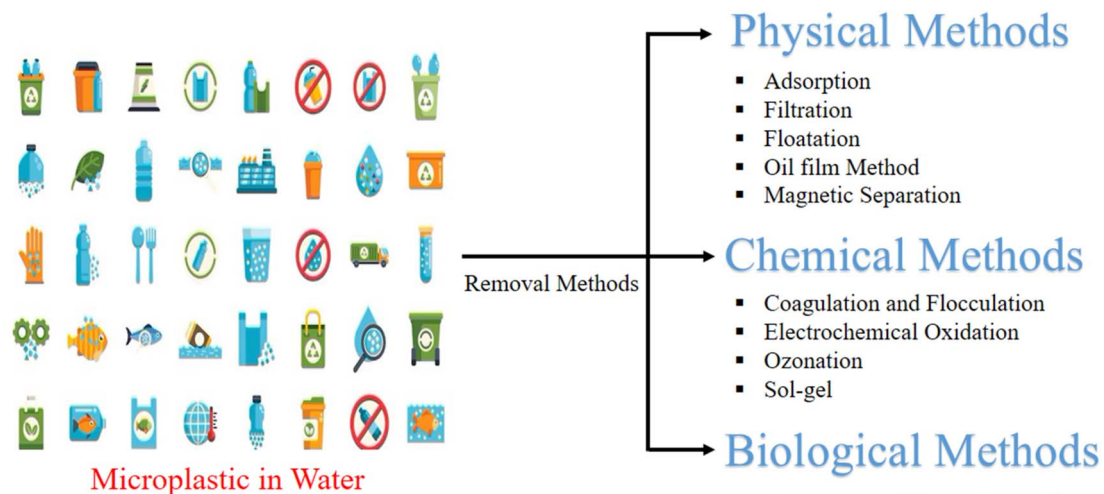 Physical Methods
▪ Adsorption
▪ Filtration
▪ Floatation
▪ Oil film Method
▪ Magnetic Separation
Removal Methods
Chemical Methods
▪ Coagulation and Flocculation
▪ Electrochemical Oxidation
▪ Ozonation
▪ Sol-gel
Biological Methods
Microplastic in Water